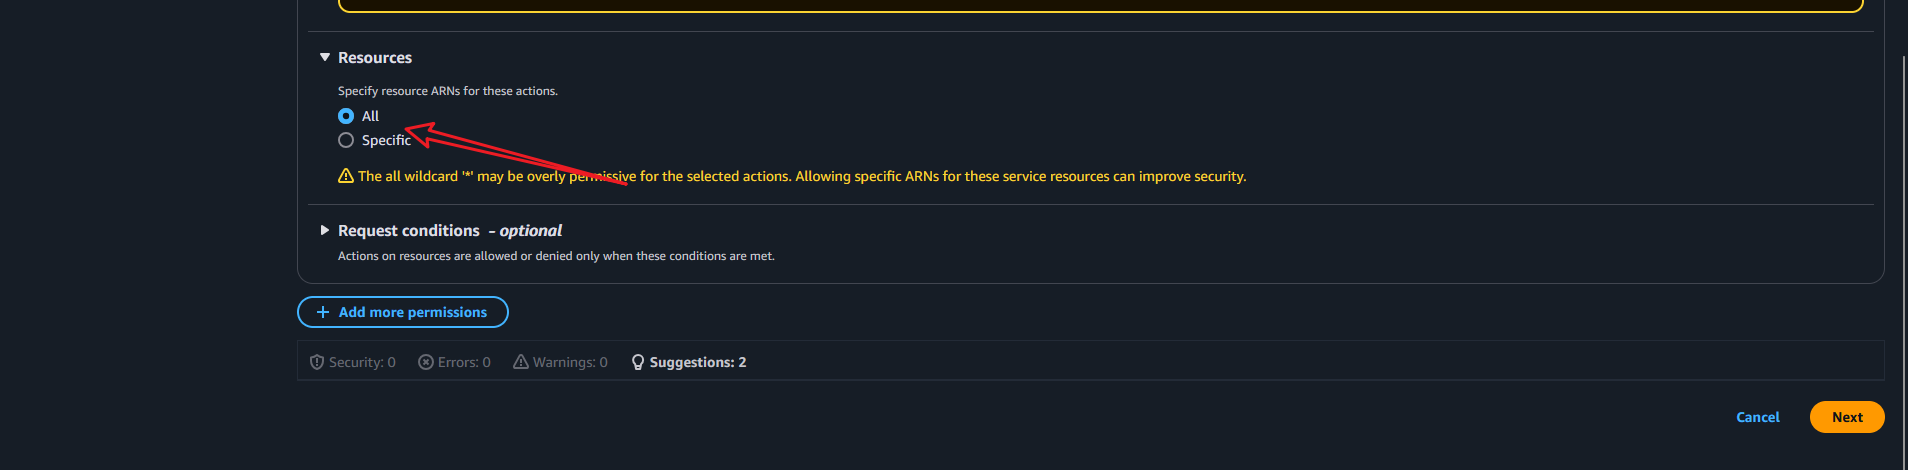 Resources
Specify resource ARNs for these actions.
All
Specific
The all wildcard '*' may be overly permissive for the selected actions. Allowing specific ARNs for these service resources can improve security.
Request conditions - optional
Actions on resources are allowed or denied only when these conditions are met.
+ Add more permissions
Security: 0 Errors: 0 Warnings: 0 Suggestions: 2
Cancel Next